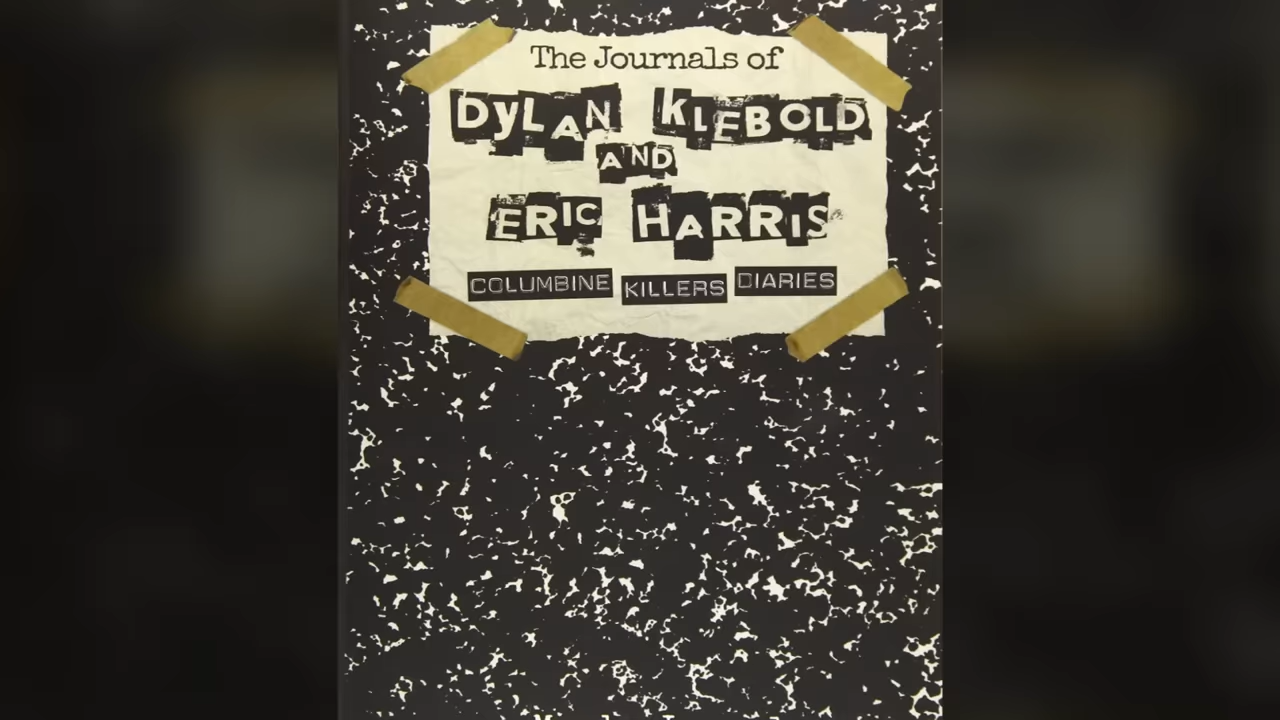 The Journals of
DyLAN KLEBOLD
AND
ERIC HARRIS
COLUMBINE KILLERS DIARIES